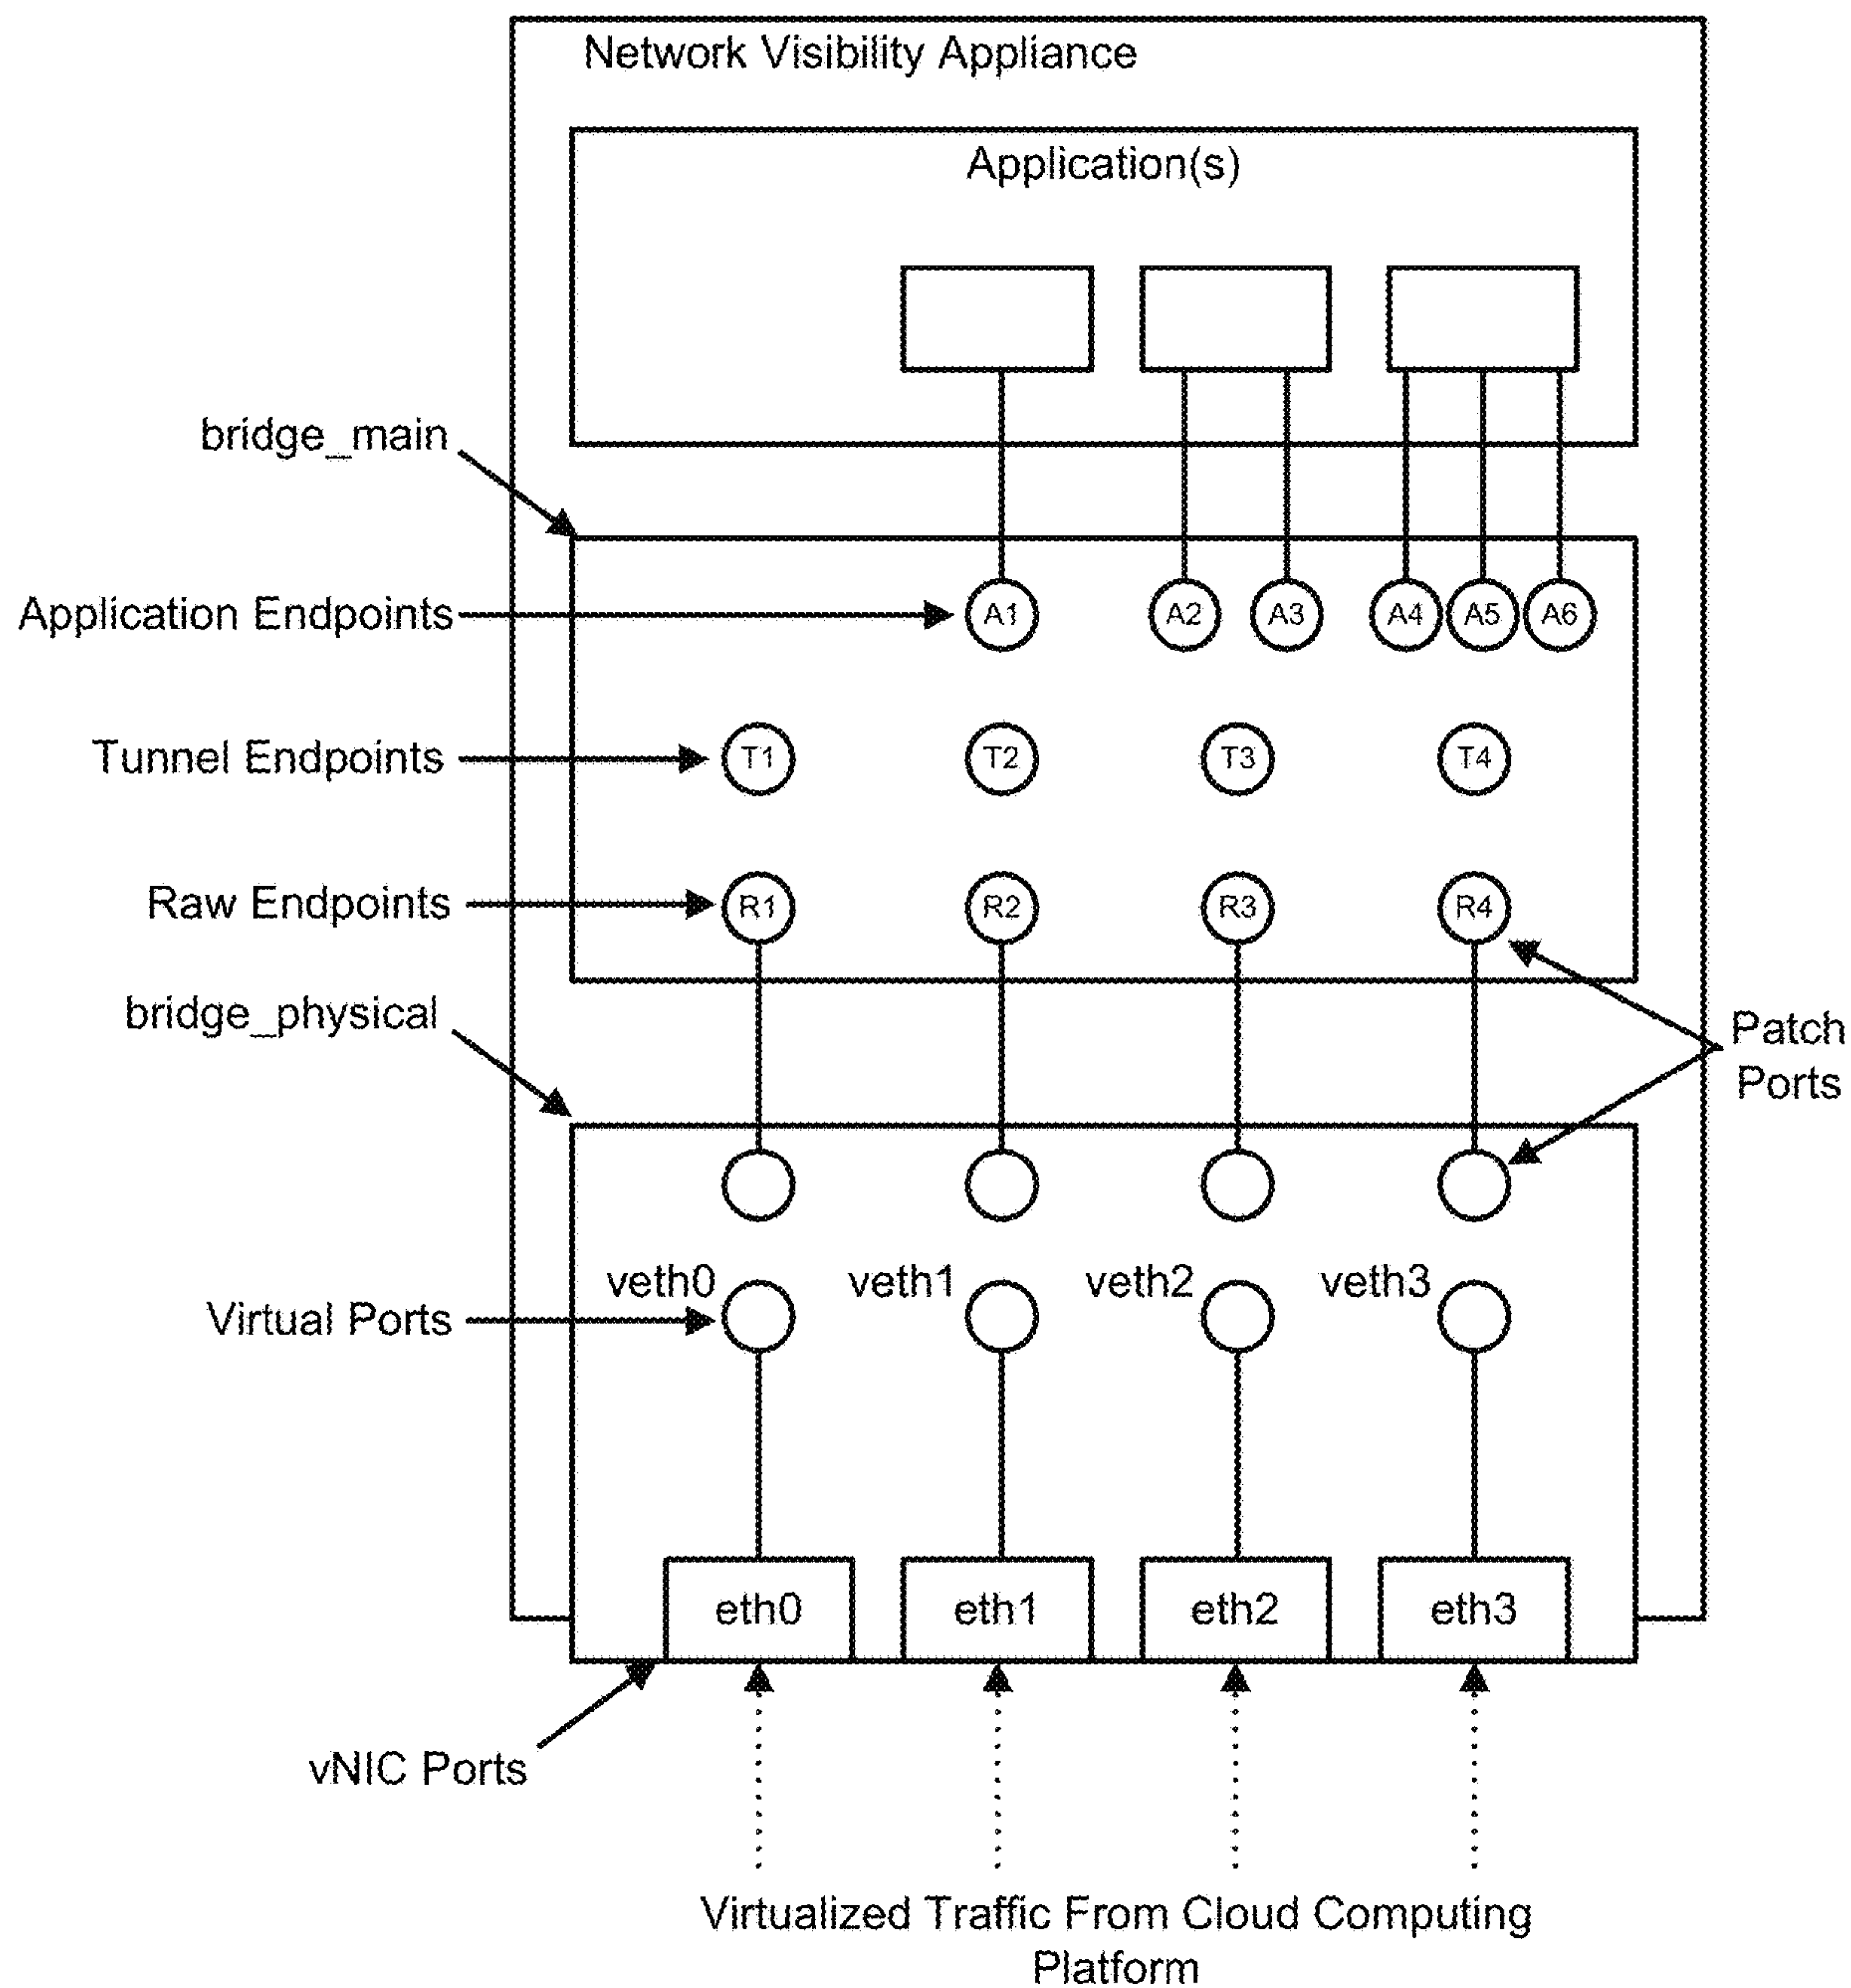 Network Visibility Appliance
Application(s)
bridge_main
Application Endpoints
A1 A2 A3 A4 A5 A6
Tunnel Endpoints
T1 T2 T3 T4
Raw Endpoints
R1 R2 R3 R4
bridge_physical
Patch
Ports
veth0 veth1 veth2 veth3
Virtual Ports
eth0 eth1 eth2 eth3
vNIC Ports
Virtualized Traffic From Cloud Computing
Platform